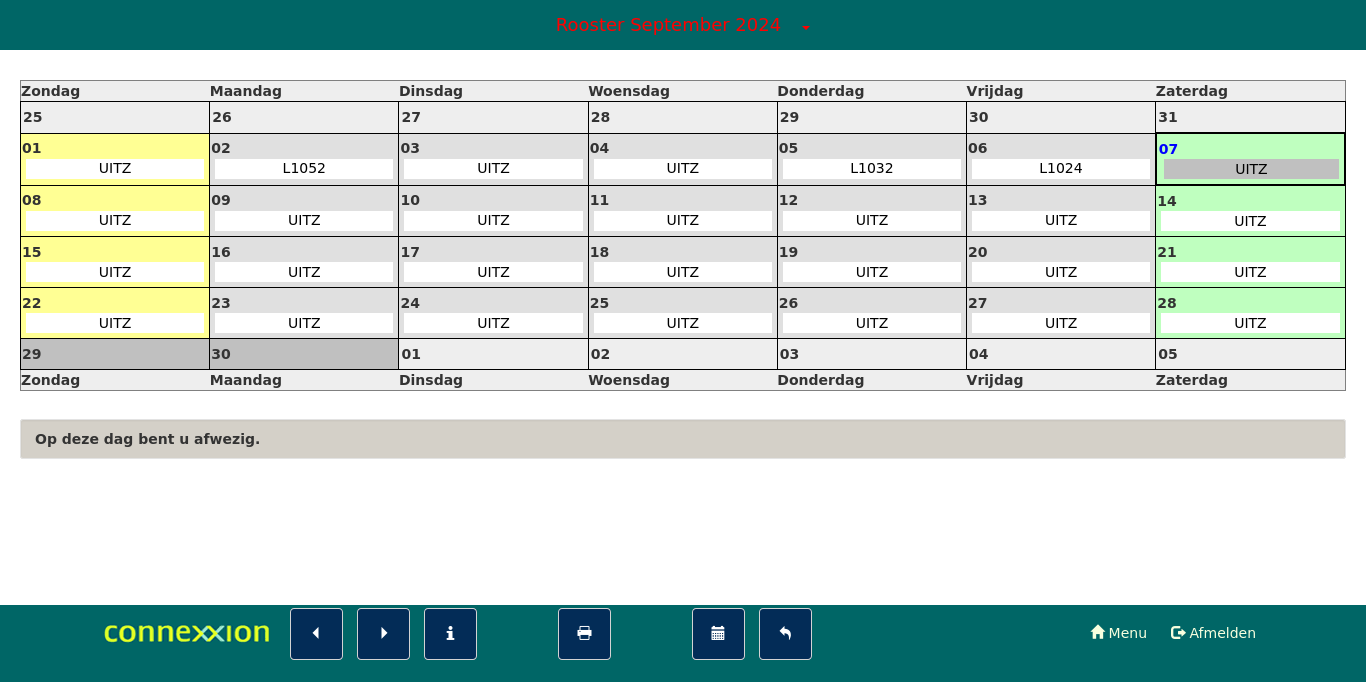 Rooster September 2024
Zondag Maandag Dinsdag Woensdag Donderdag Vrijdag Zaterdag
25 26 27 28 29 30 31
01 02 03 04 05 06 07
UITZ L1052 UITZ UITZ L1032 L1024 UITZ
08 09 10 11 12 13 14
UITZ UITZ UITZ UITZ UITZ UITZ UITZ
15 16 17 18 19 20 21
UITZ UITZ UITZ UITZ UITZ UITZ UITZ
22 23 24 25 26 27 28
UITZ UITZ UITZ UITZ UITZ UITZ UITZ
29 30 01 02 03 04 05
Zondag Maandag Dinsdag Woensdag Donderdag Vrijdag Zaterdag
Op deze dag bent u afwezig.
connexxion Menu Afmelden